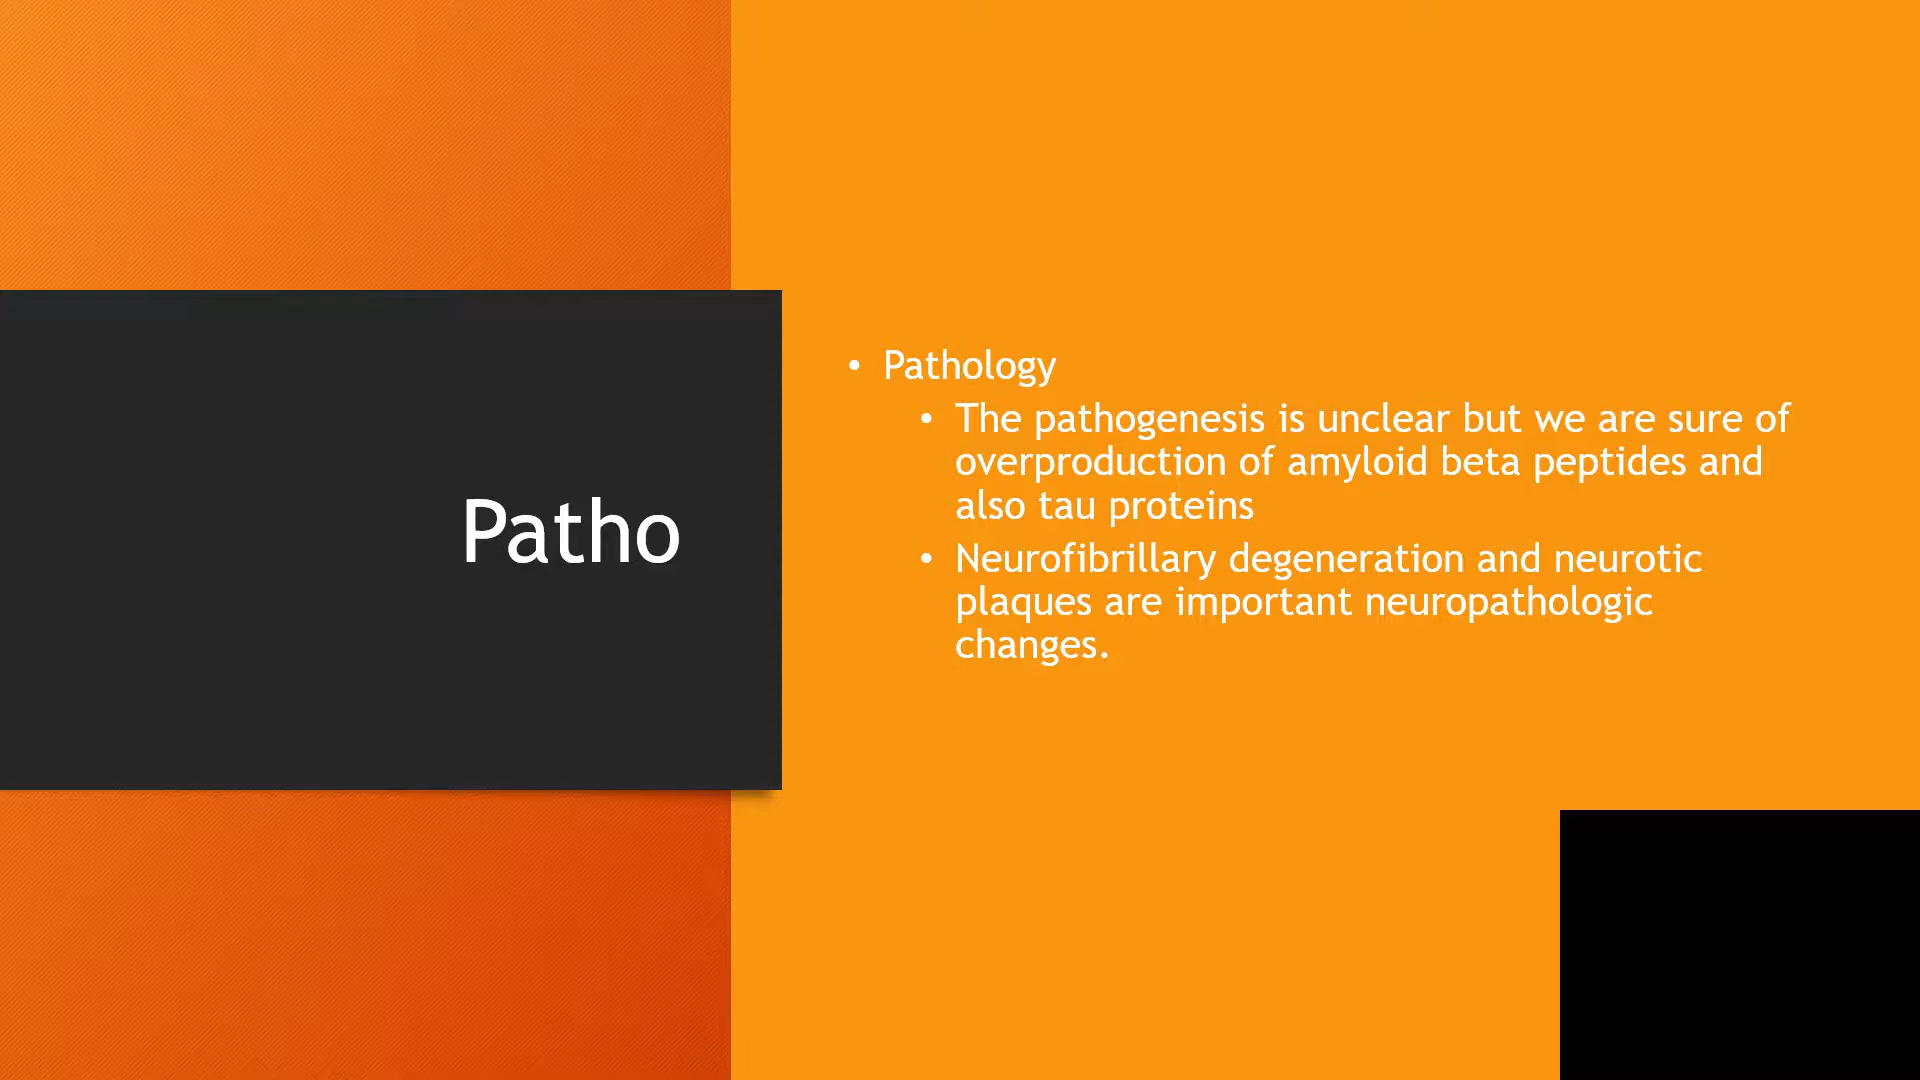 Patho
• Pathology
• The pathogenesis is unclear but we are sure of
overproduction of amyloid beta peptides and
also tau proteins
• Neurofibrillary degeneration and neurotic
plaques are important neuropathologic
changes.